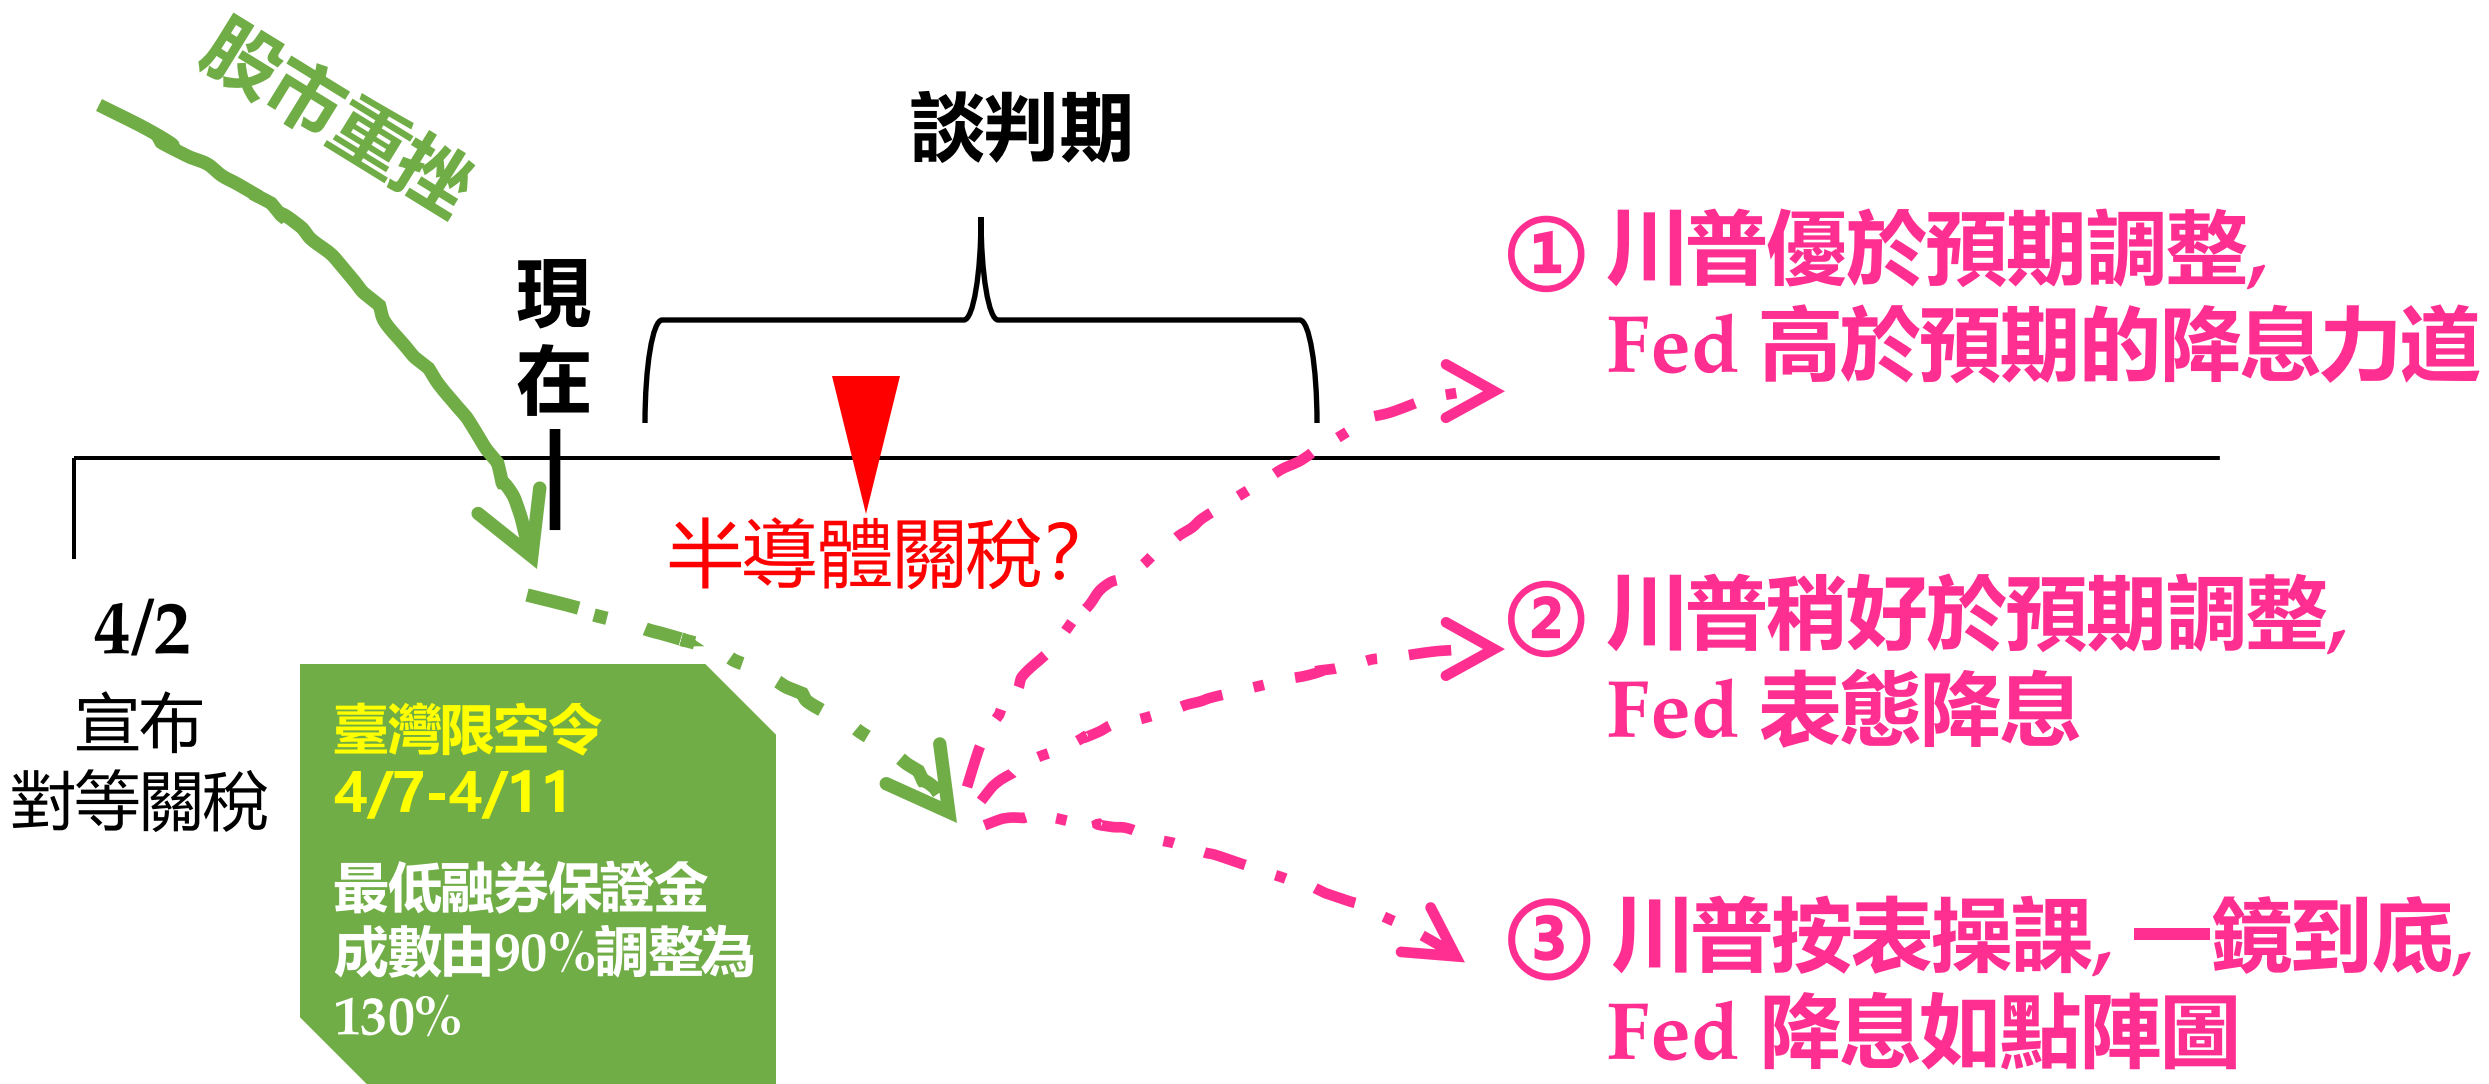 股市重挫
談判期
現
在
① 川普優於預期調整,
Fed 高於預期的降息力道
半導體關稅?
4/2
宣布
對等關稅
② 川普稍好於預期調整,
Fed 表態降息
臺灣限空令
4/7-4/11
最低融券保證金
成數由90%調整為
130%
③ 川普按表操課, 一鏡到底,
Fed 降息如點陣圖